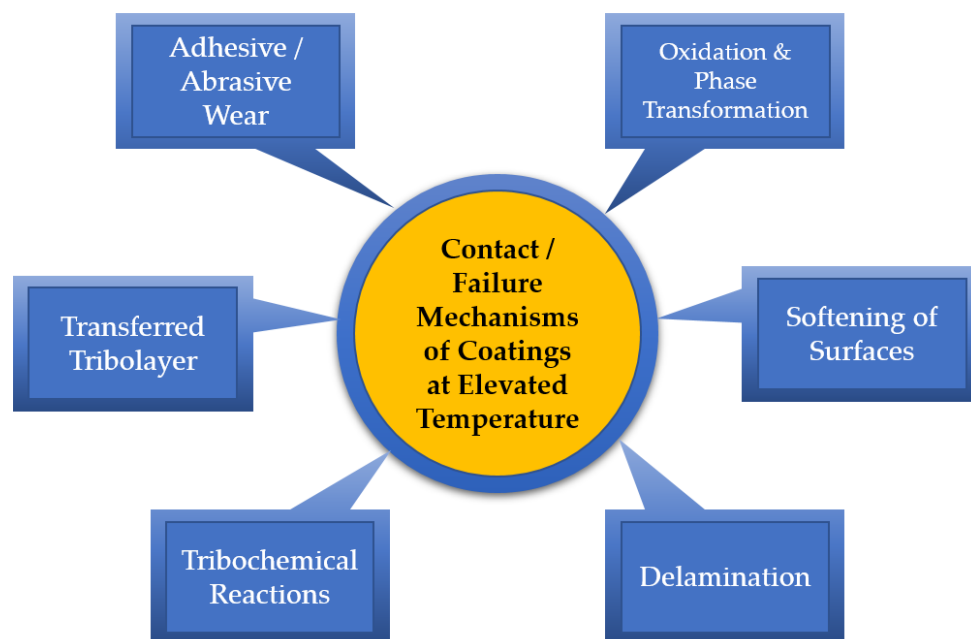 Adhesive /
Abrasive
Wear
Oxidation &
Phase
Transformation
Contact /
Failure
Mechanisms
of Coatings
at Elevated
Temperature
Transferred
Tribolayer
Softening of
Surfaces
Tribochemical
Reactions
Delamination